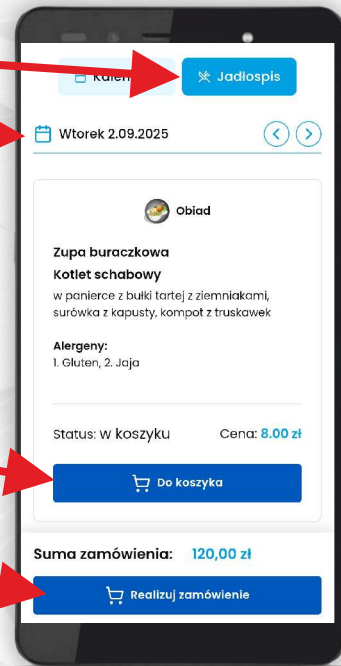 Jadłospis
Wtorek 2.09.2025
Obiad
Zupa buraczkowa
Kotlet schabowy
w panierce z bułki tartej z ziemniakami,
surówka z kapusty, kompot z truskawek
Alergeny:
1. Gluten, 2. Jaja
Status: w koszyku Cena: 8.00 zł
Do koszyka
Suma zamówienia: 120,00 zł
Realizuj zamówienie